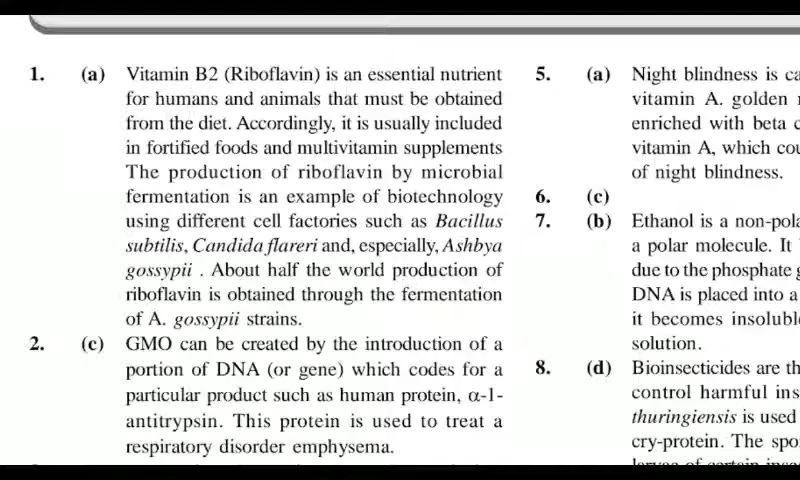 1. (a) Vitamin B2 (Riboflavin) is an essential nutrient
for humans and animals that must be obtained
from the diet. Accordingly, it is usually included
in fortified foods and multivitamin supplements
The production of riboflavin by microbial
fermentation is an example of biotechnology
using different cell factories such as Bacillus
subtilis, Candida flareri and, especially, Ashbya
gossypii . About half the world production of
riboflavin is obtained through the fermentation
of A. gossypii strains.
2. (c) GMO can be created by the introduction of a
portion of DNA (or gene) which codes for a
particular product such as human protein, α-1-
antitrypsin. This protein is used to treat a
respiratory disorder emphysema.
5. (a) Night blindness is ca
vitamin A. golden
enriched with beta c
vitamin A, which cou
of night blindness.
6. (c)
7. (b) Ethanol is a non-pola
a polar molecule. It
due to the phosphate g
DNA is placed into a
it becomes insolubl
solution.
8. (d) Bioinsecticides are th
control harmful ins
thuringiensis is used
cry-protein. The spo